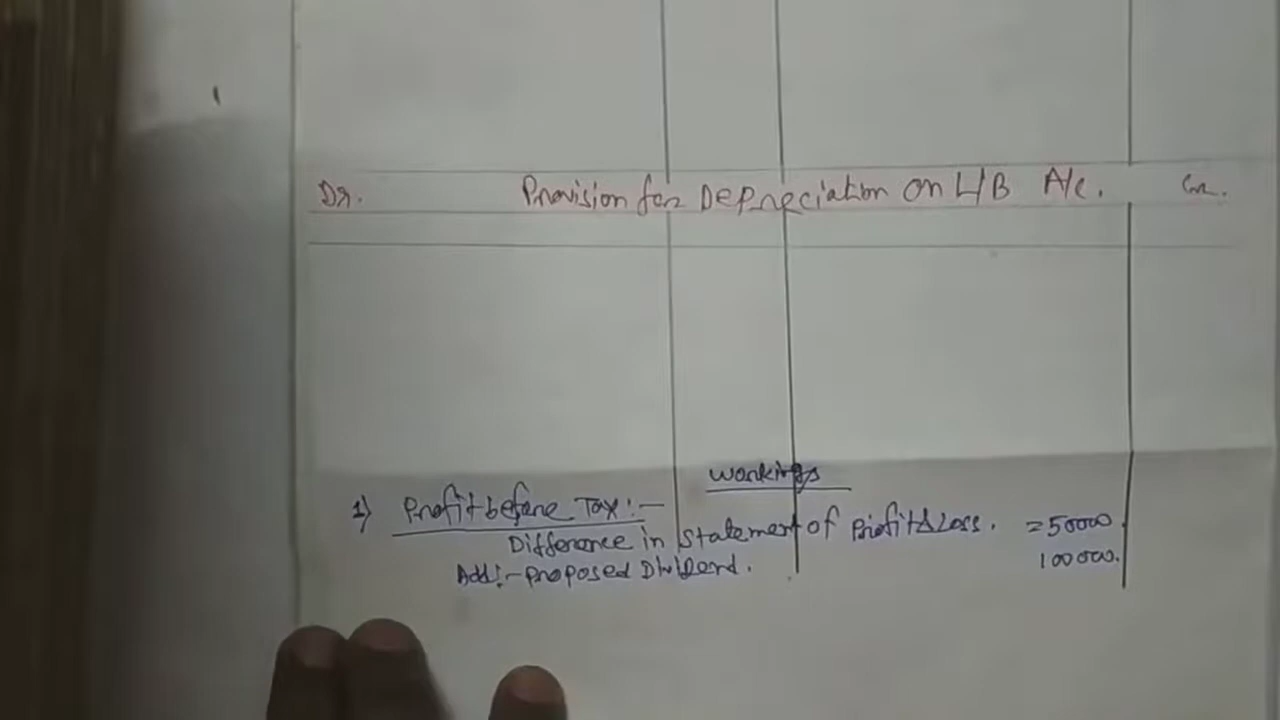 Dr. Provision for Depreciation on L/B A/c. Cr.
Workings
1) Profit before Tax:-
Difference in Statement of Profit & Loss. = 50000
Add:- Proposed Dividend. 100000.